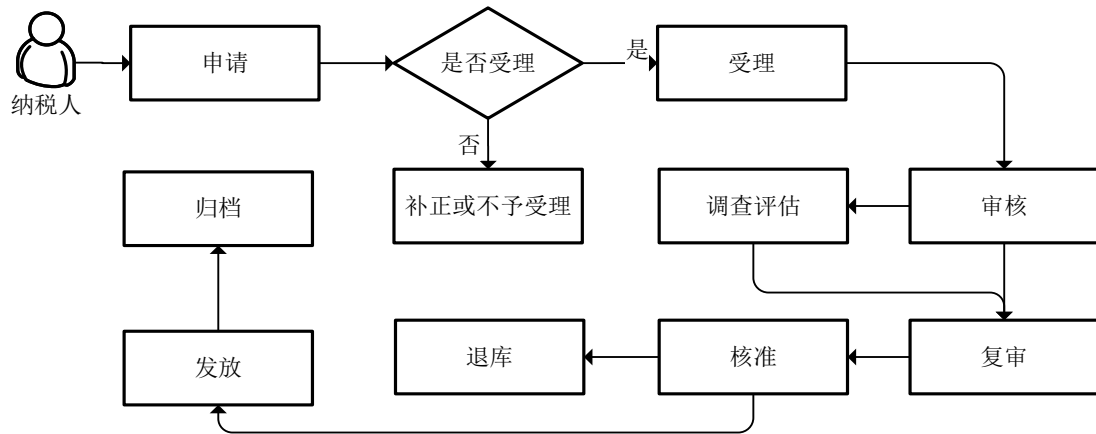 纳税人
申请
是否受理
是
受理
否
补正或不予受理
归档
调查评估
审核
发放
退库
核准
复审